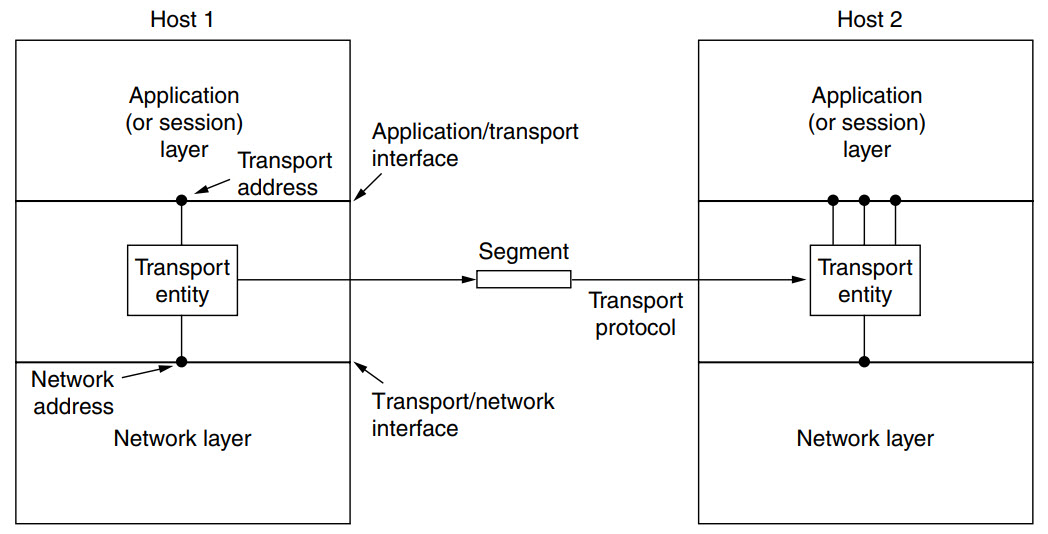 Host 1
Host 2
Application
(or session)
layer
Transport
address
Application/transport
interface
Application
(or session)
layer
Transport
entity
Segment
Transport
protocol
Transport
entity
Network
address
Transport/network
interface
Network layer
Network layer